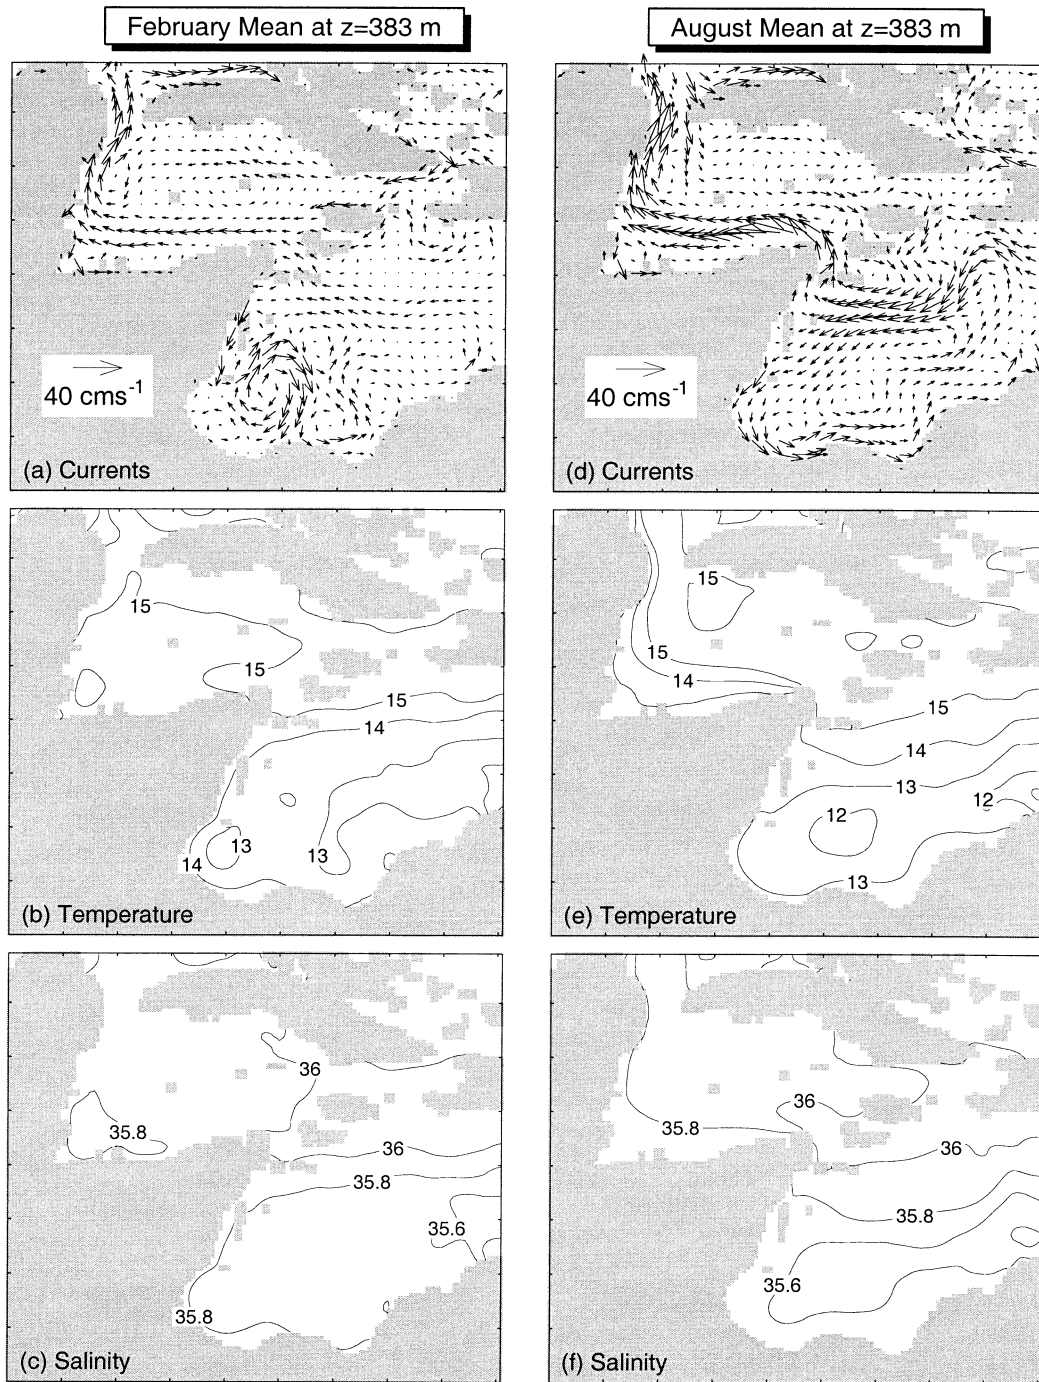 February Mean at z=383 m
August Mean at z=383 m
40 cms-1
(a) Currents
40 cms-1
(d) Currents
15
15
15
14
13
13
14
(b) Temperature
15
15
14
15
14
13
12
12
13
(e) Temperature
36
35.8
36
35.8
35.6
35.8
(c) Salinity
36
35.8
36
35.8
35.6
(f) Salinity